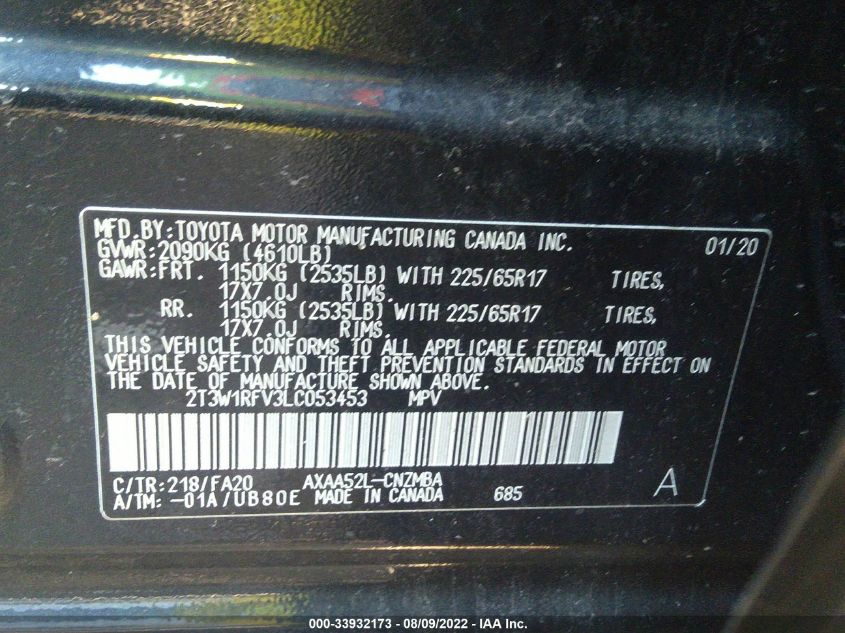 MFD.BY:TOYOTA MOTOR MANUFACTURING CANADA INC. 01/20
GVWR:2090KG (4610LB)
GAWR:FRT. 1150KG (2535LB) WITH 225/65R17 TIRES,
17X7.0J RIMS.
RR. 1150KG (2535LB) WITH 225/65R17 TIRES,
17X7.0J RIMS.
THIS VEHICLE CONFORMS TO ALL APPLICABLE FEDERAL MOTOR
VEHICLE SAFETY AND THEFT PREVENTION STANDARDS IN EFFECT ON
THE DATE OF MANUFACTURE SHOWN ABOVE.
2T3W1RFV3LC053453 MPV
C/TR:218/FA20 AXAA52L-CNZMBA
A/TM:-01A/UB80E MADE IN CANADA 685 A
000-33932173 - 08/09/2022 - IAA Inc.